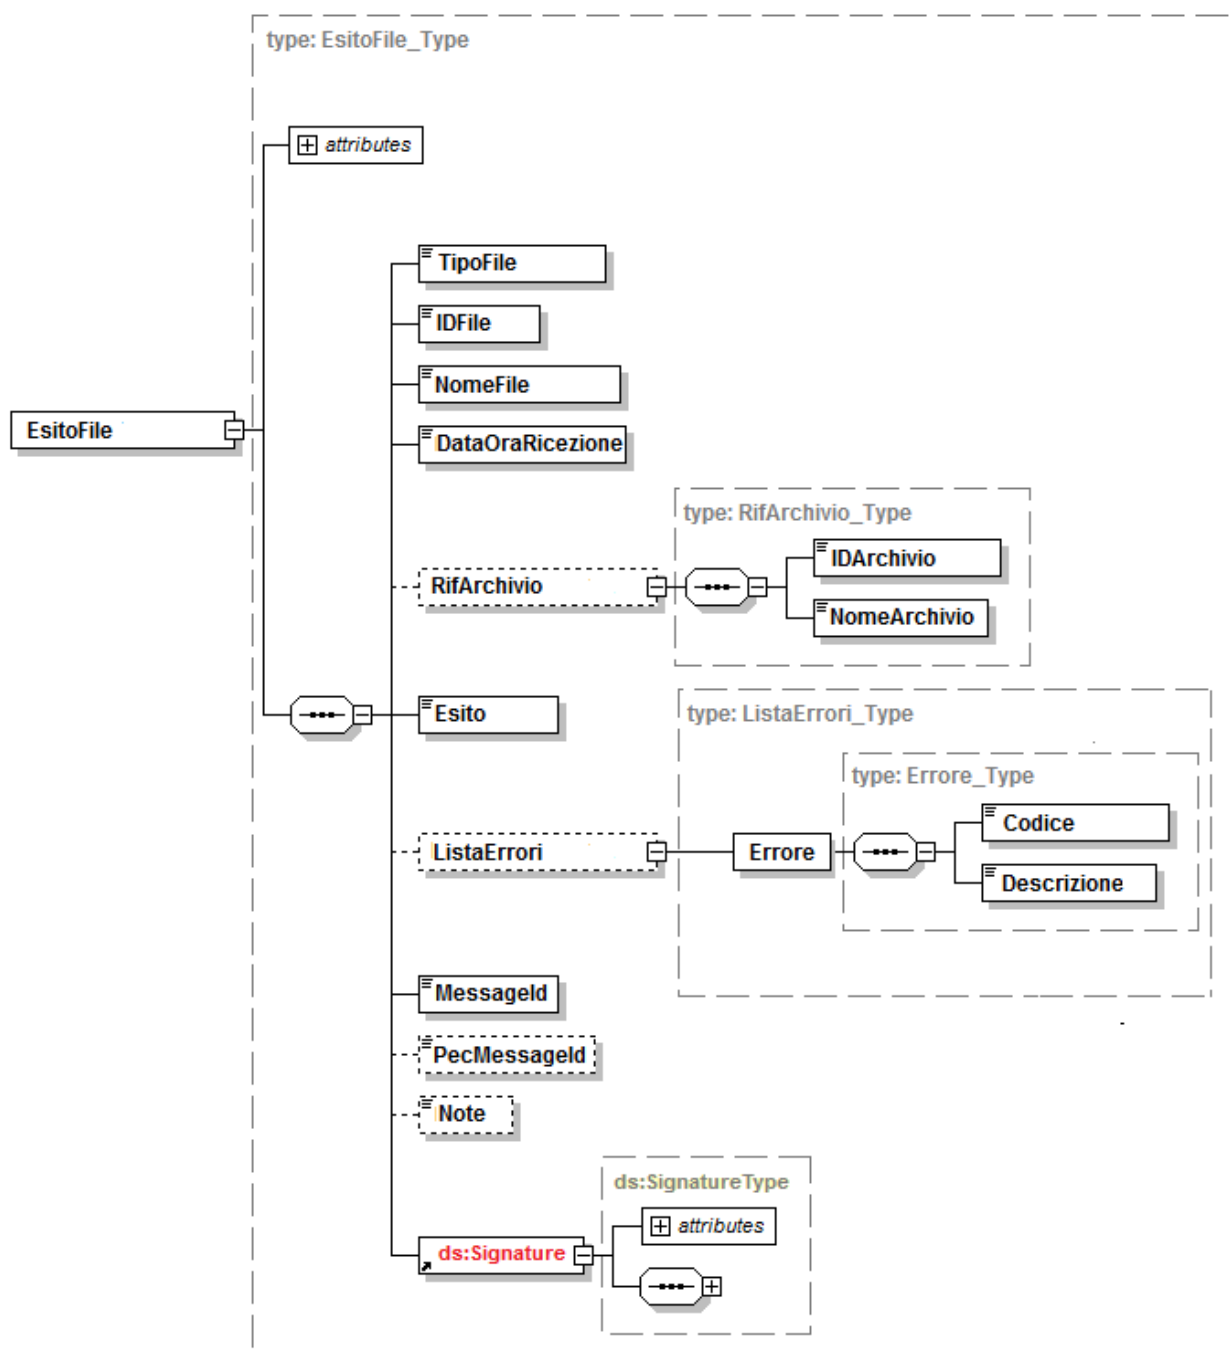 type: EsitoFile_Type
attributes
TipoFile
IDFile
NomeFile
EsitoFile
DataOraRicezione
type: RifArchivio_Type
IDArchivio
RifArchivio
NomeArchivio
Esito
type: ListaErrori_Type
type: Errore_Type
Codice
ListaErrori
Errore
Descrizione
MessageId
PecMessageId
Note
ds:SignatureType
attributes
ds:Signature